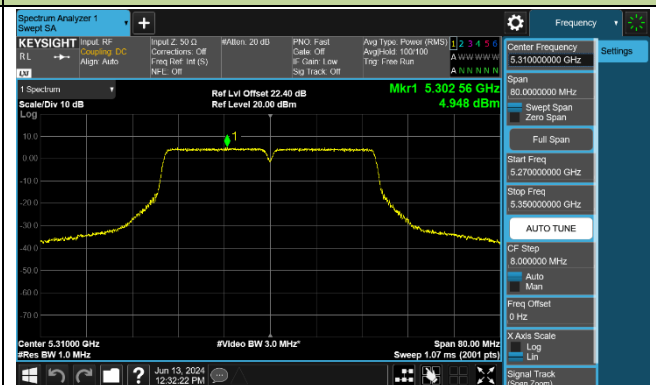 Spectrum Analyzer 1
Swept SA
+
Frequency
KEYSIGHT
RL
LXI
Input: RF
Coupling: DC
Align: Auto
Input Z: 50 Ω
Corrections: Off
Freq Ref: Int (S)
NFE: Off
#Atten: 20 dB
PNO: Fast
Gate: Off
IF Gain: Low
Sig Track: Off
Avg Type: Power (RMS)
Avg|Hold: 100/100
Trig: Free Run
1 2 3 4 5 6
A W W W W W
A N N N N N
1 Spectrum
Scale/Div 10 dB
Log
Ref Lvl Offset 22.40 dB
Ref Level 20.00 dBm
Mkr1 5.302 56 GHz
4.948 dBm
1
10.0
0.00
-10.0
-20.0
-30.0
-40.0
-50.0
-60.0
-70.0
Center 5.31000 GHz
#Res BW 1.0 MHz
#Video BW 3.0 MHz*
Span 80.00 MHz
Sweep 1.07 ms (2001 pts)
Center Frequency
5.310000000 GHz
Span
80.0000000 MHz
Swept Span
Zero Span
Full Span
Start Freq
5.270000000 GHz
Stop Freq
5.350000000 GHz
AUTO TUNE
CF Step
8.000000 MHz
Auto
Man
Freq Offset
0 Hz
X Axis Scale
Log
Lin
Signal Track
(Span Zoom)
Settings
?
Jun 13, 2024
12:32:22 PM